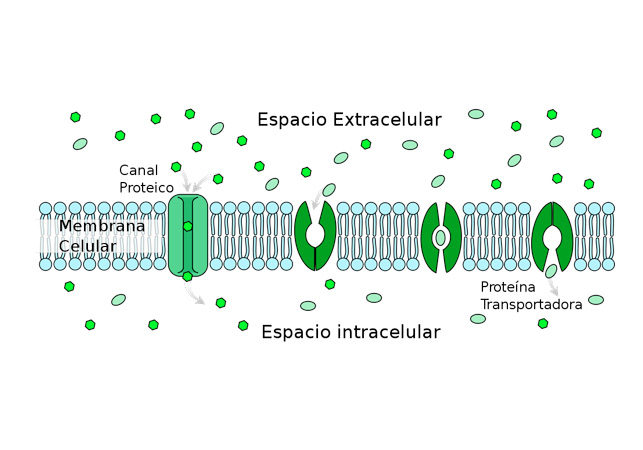 Espacio Extracelular
Canal
Proteico
Membrana
Celular
Proteína
Transportadora
Espacio intracelular